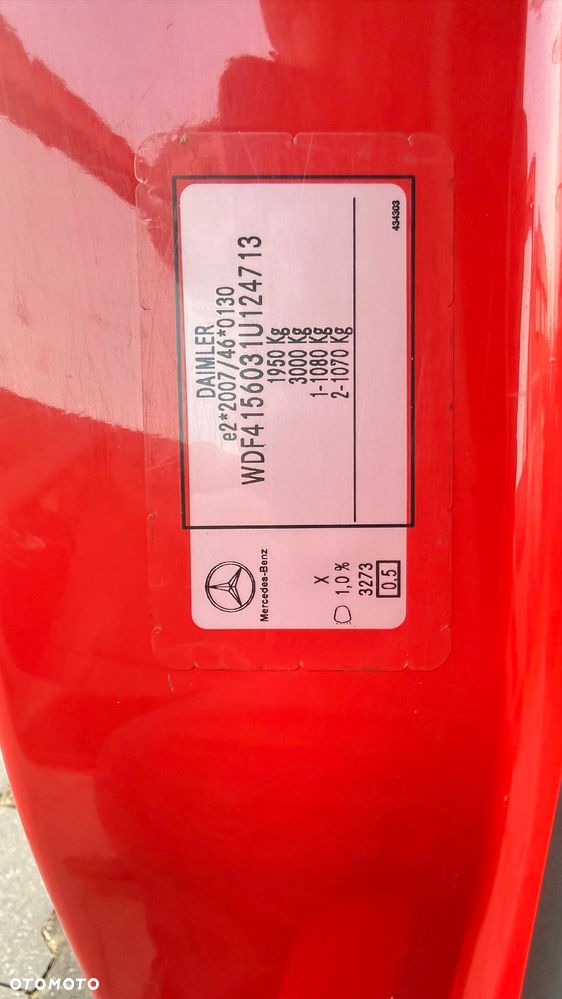 DAIMLER
e2*2007/46*0130
WDF4156031U124713
1950 Kg
3000 Kg
1-1080 Kg
2-1070 Kg
434303
Mercedes-Benz
X
1,0 %
3273
0.5
OTOMOTO